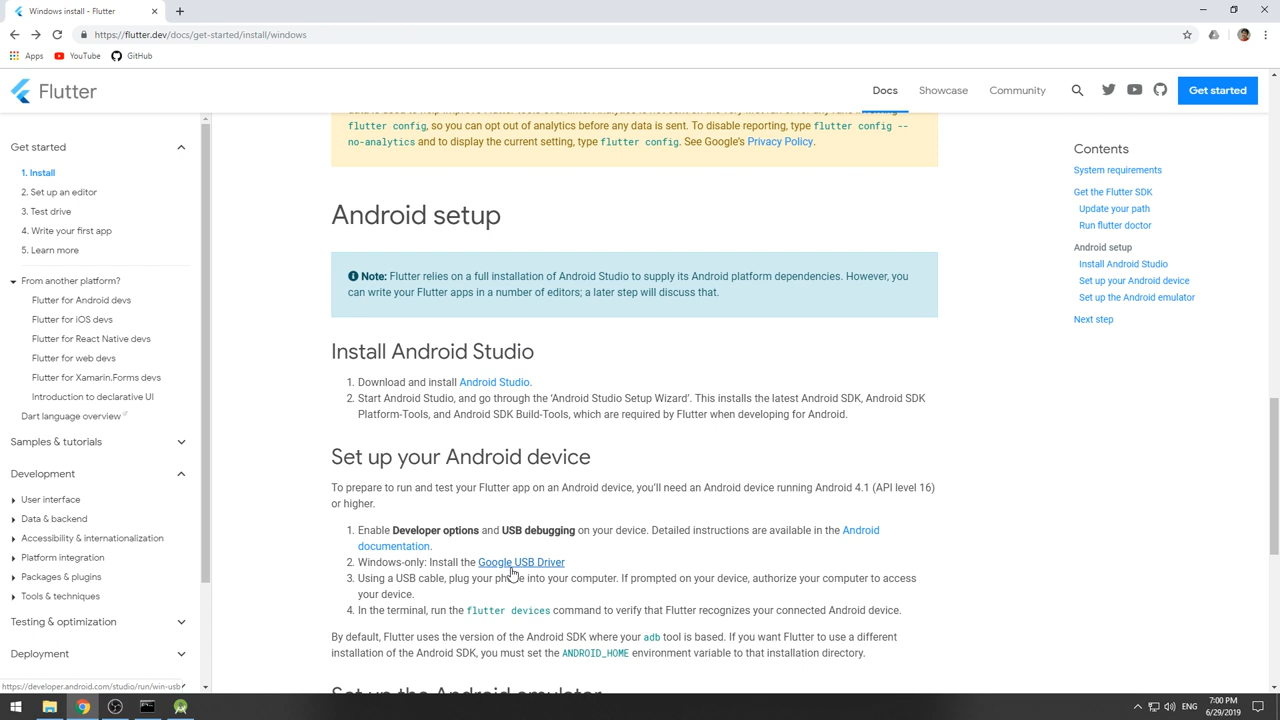 Windows install - Flutter
https://flutter.dev/docs/get-started/install/windows
Apps
YouTube
GitHub
Flutter
Docs
Showcase
Community
Get started
flutter config, so you can opt out of analytics before any data is sent. To disable reporting, type flutter config --
no-analytics and to display the current setting, type flutter config. See Google's Privacy Policy.
Get started
1. Install
2. Set up an editor
3. Test drive
4. Write your first app
5. Learn more
From another platform?
Flutter for Android devs
Flutter for iOS devs
Flutter for React Native devs
Flutter for web devs
Flutter for Xamarin.Forms devs
Introduction to declarative UI
Dart language overview
Samples & tutorials
Development
User interface
Data & backend
Accessibility & internationalization
Platform integration
Packages & plugins
Tools & techniques
Testing & optimization
Deployment
https://developer.android.com/studio/run/win-usb
Android setup
Note: Flutter relies on a full installation of Android Studio to supply its Android platform dependencies. However, you
can write your Flutter apps in a number of editors; a later step will discuss that.
Install Android Studio
1. Download and install Android Studio.
2. Start Android Studio, and go through the 'Android Studio Setup Wizard'. This installs the latest Android SDK, Android SDK
Platform-Tools, and Android SDK Build-Tools, which are required by Flutter when developing for Android.
Set up your Android device
To prepare to run and test your Flutter app on an Android device, you'll need an Android device running Android 4.1 (API level 16)
or higher.
1. Enable Developer options and USB debugging on your device. Detailed instructions are available in the Android
documentation.
2. Windows-only: Install the Google USB Driver
3. Using a USB cable, plug your phone into your computer. If prompted on your device, authorize your computer to access
your device.
4. In the terminal, run the flutter devices command to verify that Flutter recognizes your connected Android device.
By default, Flutter uses the version of the Android SDK where your adb tool is based. If you want Flutter to use a different
installation of the Android SDK, you must set the ANDROID_HOME environment variable to that installation directory.
Set up the Android emulator
Contents
System requirements
Get the Flutter SDK
Update your path
Run flutter doctor
Android setup
Install Android Studio
Set up your Android device
Set up the Android emulator
Next step
ENG
7:00 PM
6/29/2019